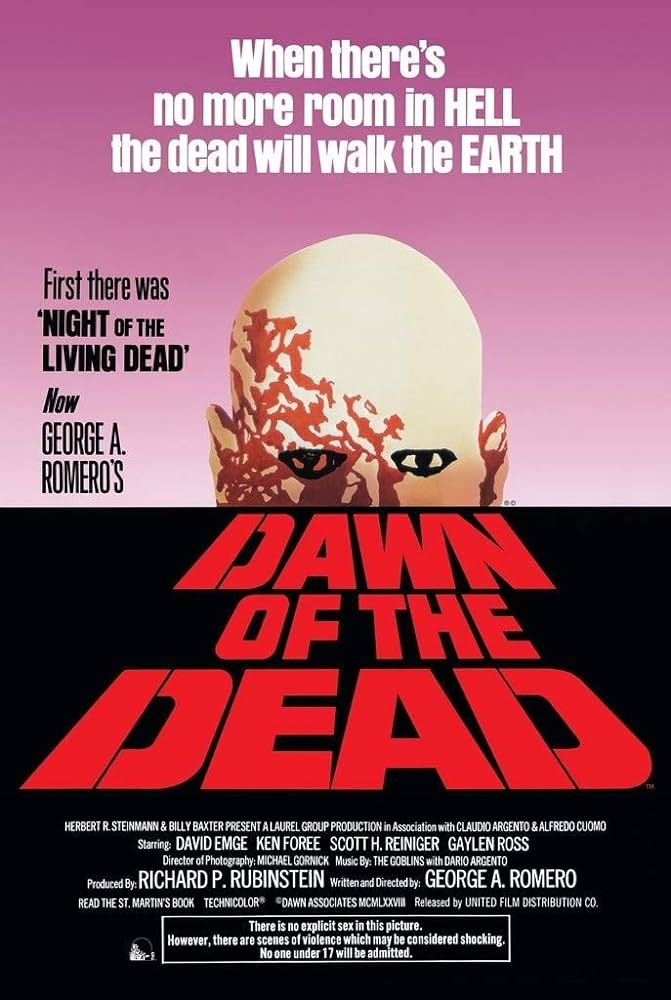 When there's
no more room in HELL
the dead will walk the EARTH
First there was
'NIGHT OF THE
LIVING DEAD'
Now
GEORGE A.
ROMERO'S
DAWN
OF THE
DEAD
TM
HERBERT R. STEINMANN & BILLY BAXTER PRESENT A LAUREL GROUP PRODUCTION in Association with CLAUDIO ARGENTO & ALFREDO CUOMO
Starring: DAVID EMGE KEN FOREE SCOTT H. REINIGER GAYLEN ROSS
Director of Photography: MICHAEL GORNICK Music By: THE GOBLINS with DARIO ARGENTO
Produced By: RICHARD P. RUBINSTEIN Written and Directed by: GEORGE A. ROMERO
READ THE ST. MARTIN'S BOOK TECHNICOLOR® ©DAWN ASSOCIATES MCMLXXVIII Released by UNITED FILM DISTRIBUTION CO.
There is no explicit sex in this picture.
However, there are scenes of violence which may be considered shocking.
No one under 17 will be admitted.